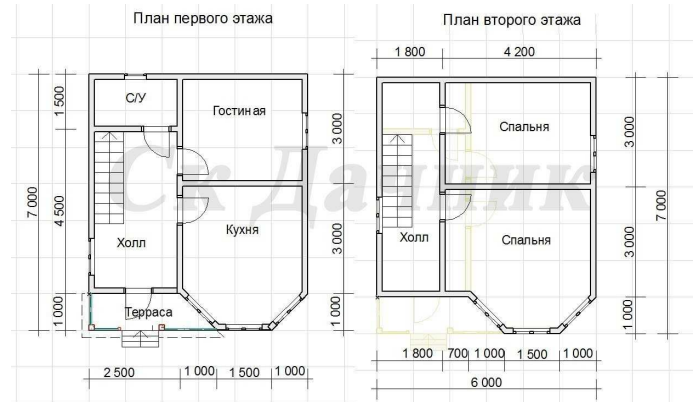 План первого этажа
План второго этажа
1 800
4 200
С/У
Гостиная
Спальня
1 500
3 000
3 000
Ск Дачник
7 000
4 500
7 000
Холл
Кухня
Холл
Спальня
3 000
3 000
Терраса
1 000
1 000
1 000
2 500
1 000
1 500
1 000
1 800
700
1 000
1 500
1 000
6 000